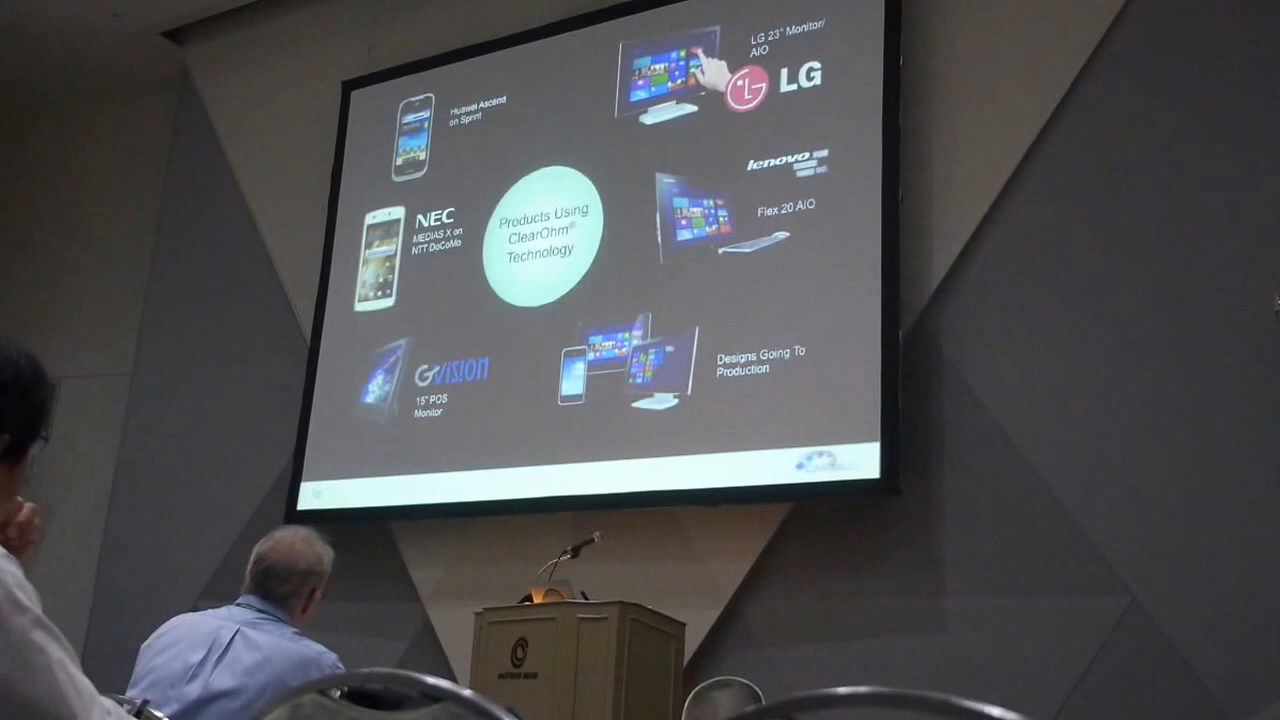 Huawei Ascend
on Sprint
LG 23" Monitor/
AIO
LG
LG
NEC
MEDIAS X on
NTT DoCoMo
Products Using
ClearOhm®
Technology
lenovo
Flex 20 AIO
GVISION
15" POS
Monitor
Designs Going To
Production